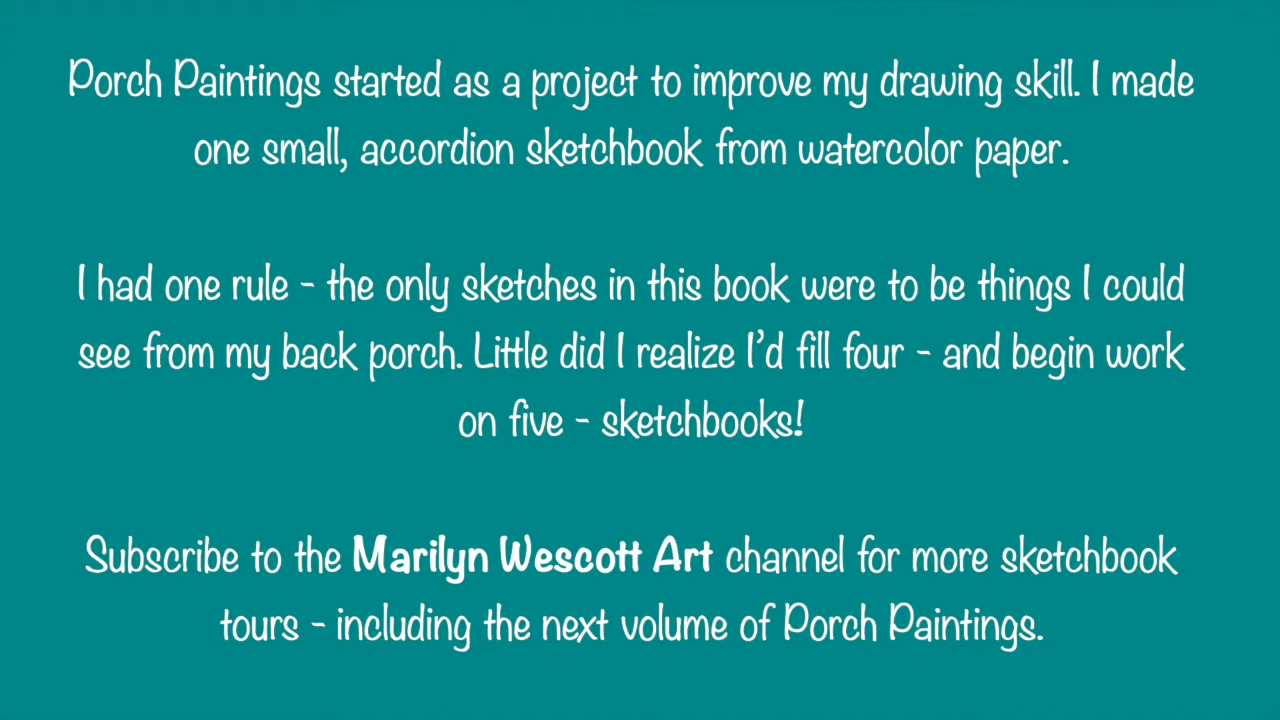 Porch Paintings started as a project to improve my drawing skill. I made
one small, accordion sketchbook from watercolor paper.
I had one rule - the only sketches in this book were to be things I could
see from my back porch. Little did I realize I'd fill four - and begin work
on five - sketchbooks!
Subscribe to the Marilyn Wescott Art channel for more sketchbook
tours - including the next volume of Porch Paintings.